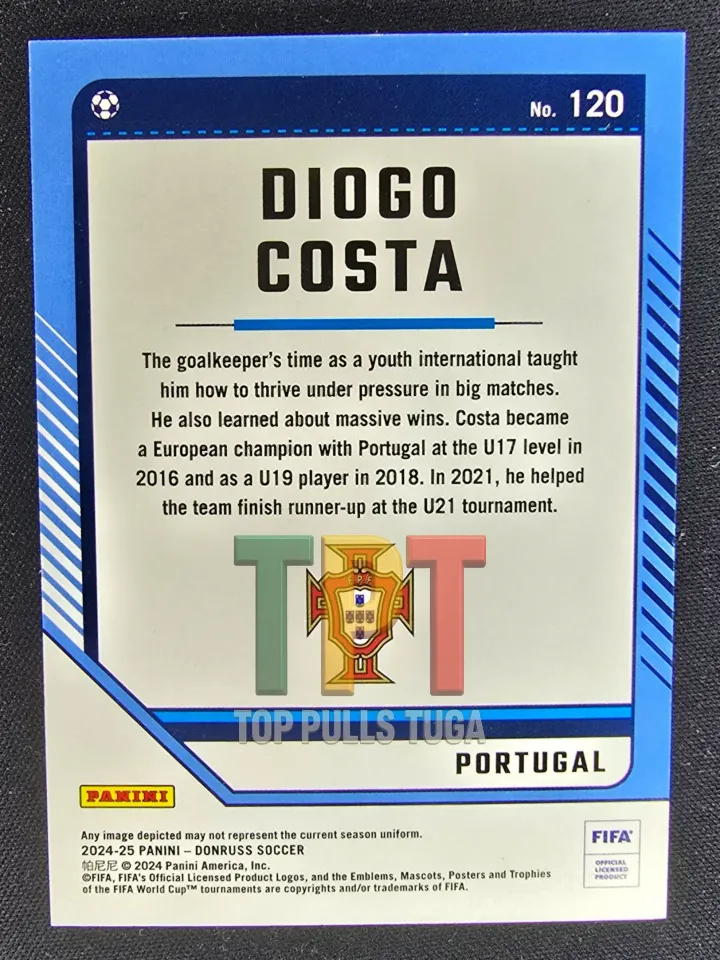 No. 120
DIOGO
COSTA
The goalkeeper's time as a youth international taught
him how to thrive under pressure in big matches.
He also learned about massive wins. Costa became
a European champion with Portugal at the U17 level in
2016 and as a U19 player in 2018. In 2021, he helped
the team finish runner-up at the U21 tournament.
FPF
TPT
TOP PULLS TUGA
PORTUGAL
PANINI
Any image depicted may not represent the current season uniform.
2024-25 PANINI – DONRUSS SOCCER
帕尼尼 © 2024 Panini America, Inc.
©FIFA, FIFA's Official Licensed Product Logos, and the Emblems, Mascots, Posters and Trophies
of the FIFA World Cup™ tournaments are copyrights and/or trademarks of FIFA.
FIFA®
OFFICIAL
LICENSED
PRODUCT